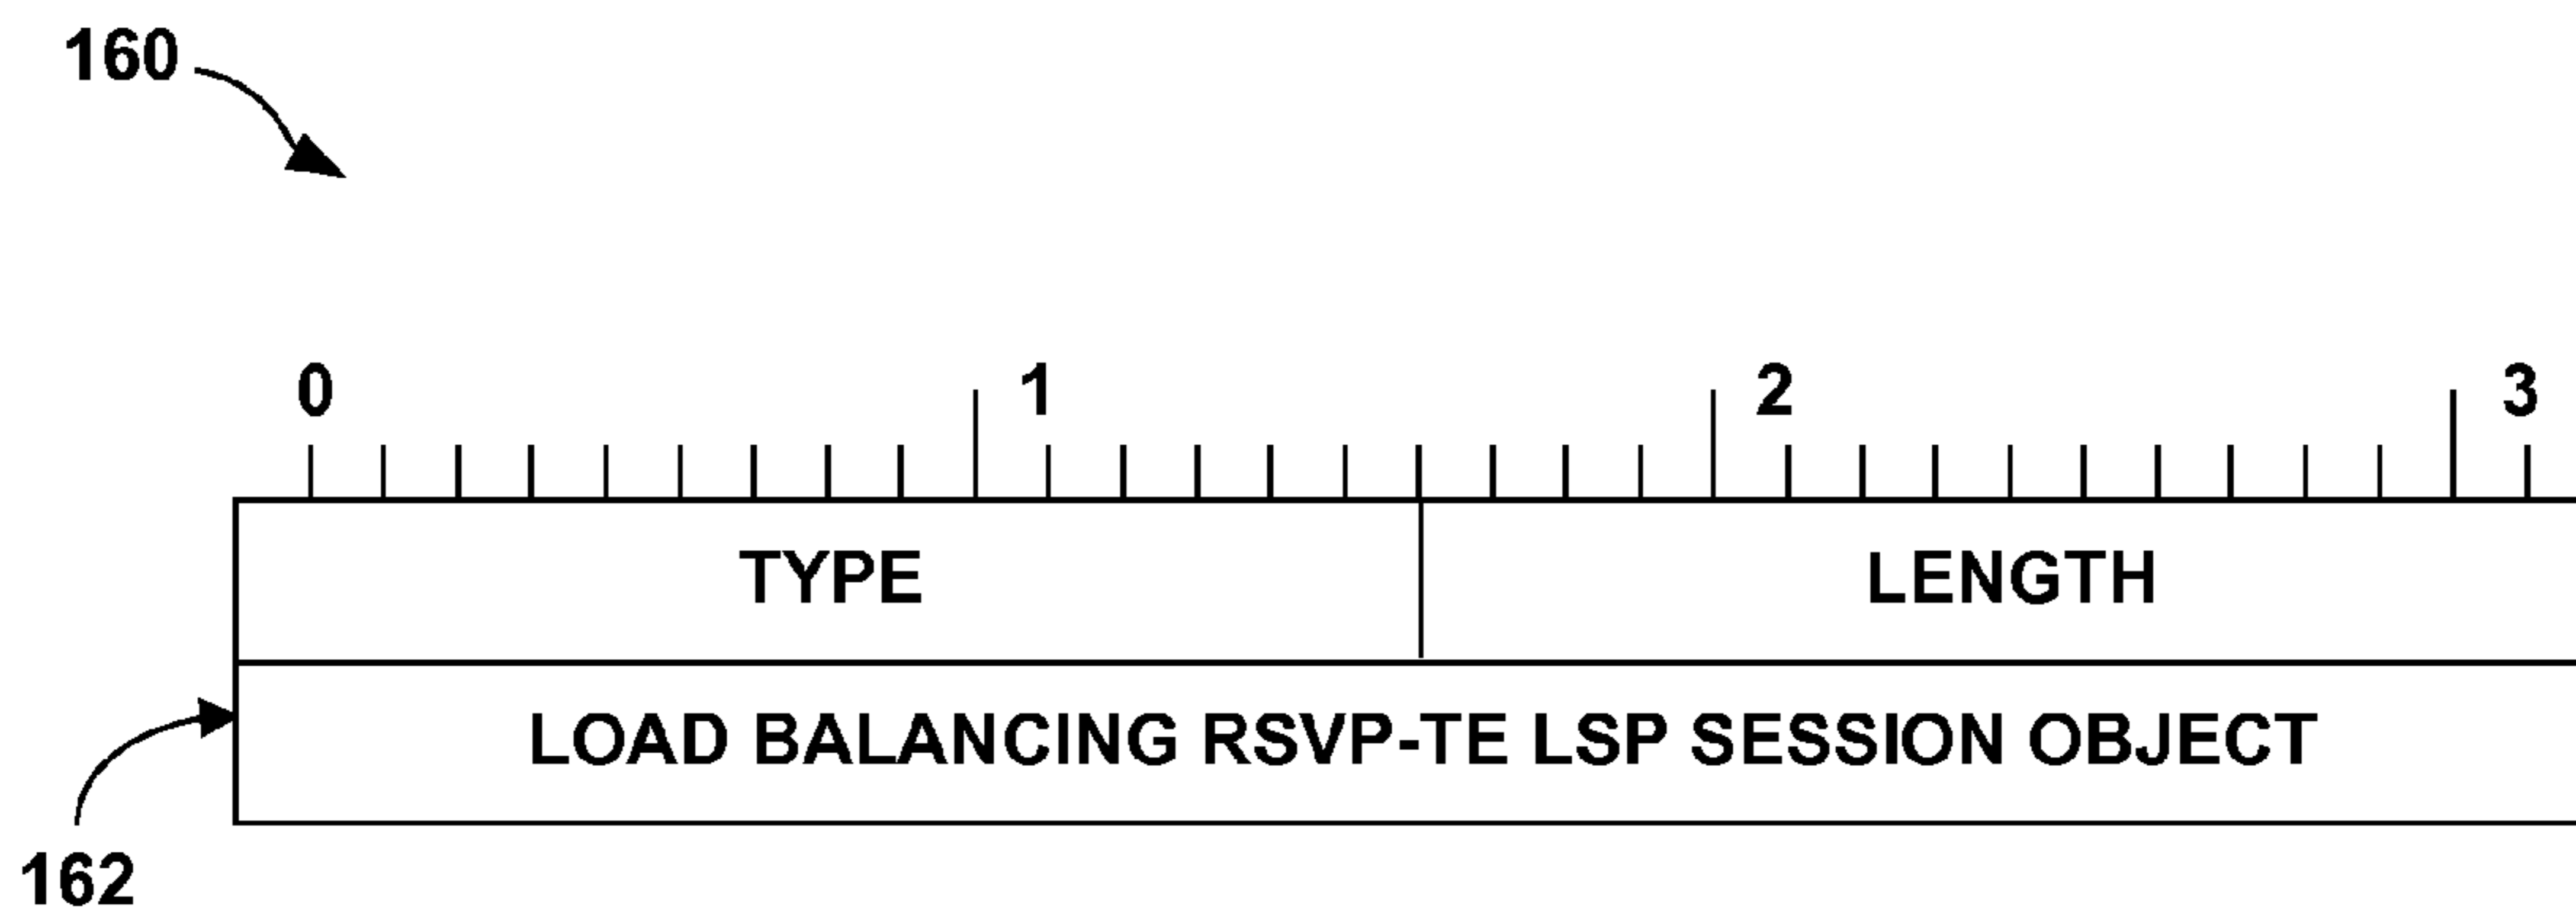 160
0 1 2 3
TYPE LENGTH
LOAD BALANCING RSVP-TE LSP SESSION OBJECT
162